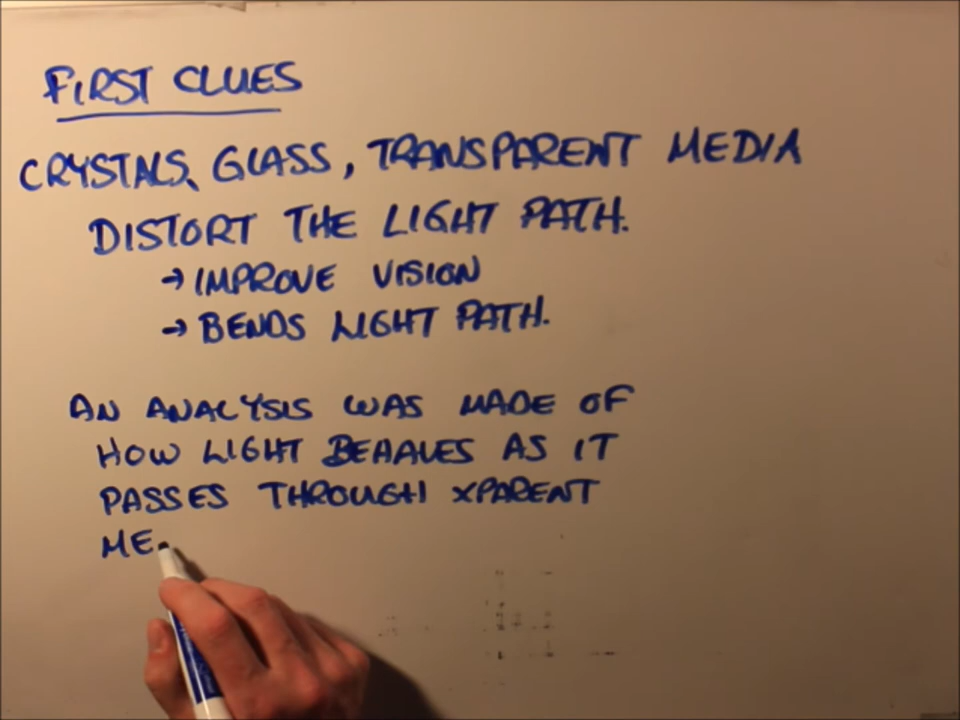 FIRST CLUES
CRYSTALS, GLASS, TRANSPARENT MEDIA
DISTORT THE LIGHT PATH.
→ IMPROVE VISION
→ BENDS LIGHT PATH.
AN ANALYSIS WAS MADE OF
HOW LIGHT BEHAVES AS IT
PASSES THROUGH XPARENT
ME